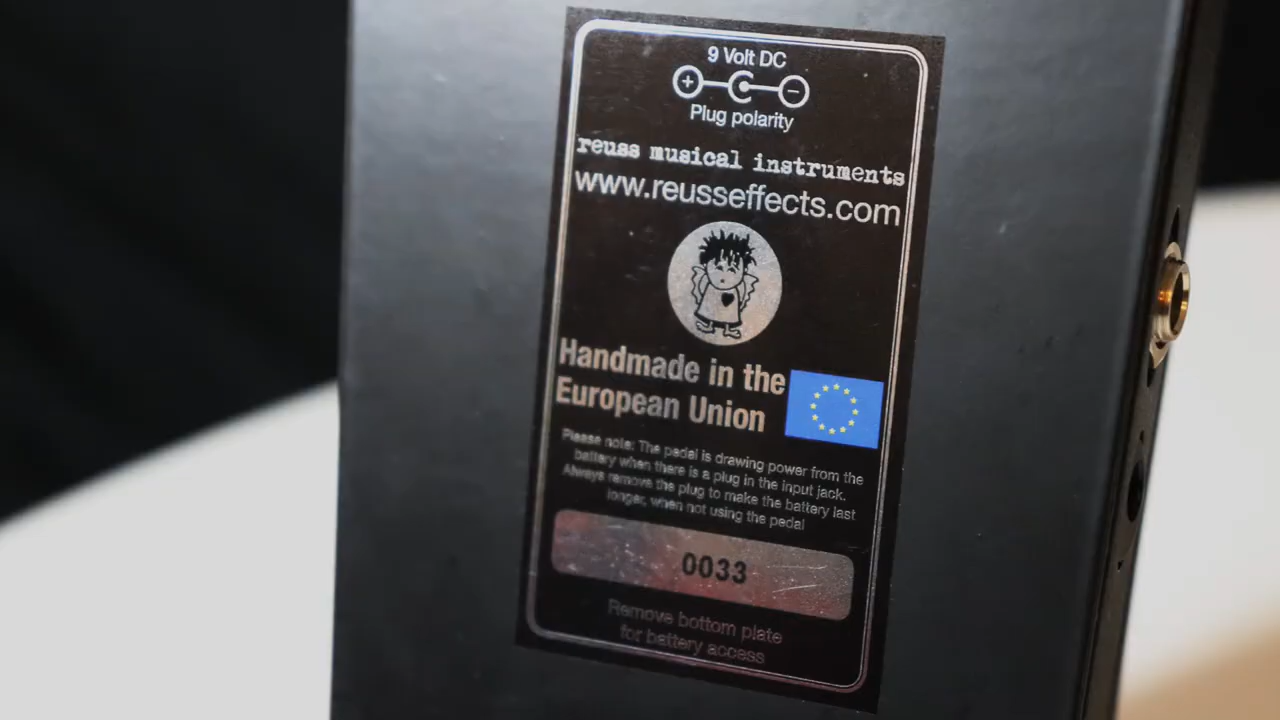 9 Volt DC
+ −
Plug polarity
reuss musical instruments
www.reusseffects.com
Handmade in the
European Union
Please note: The pedal is drawing power from the
battery when there is a plug in the input jack.
Always remove the plug to make the battery last
longer, when not using the pedal
0033
Remove bottom plate
for battery access